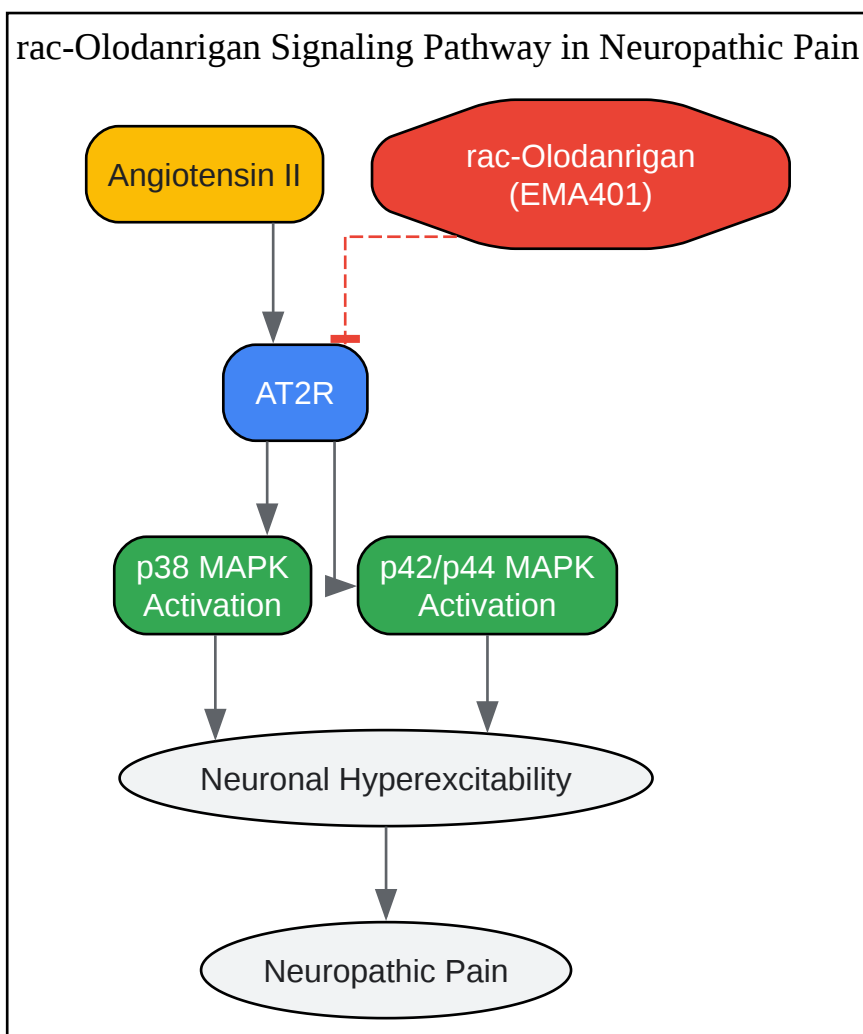 rac-Olodanrigan Signaling Pathway in Neuropathic Pain
Angiotensin II
rac-Olodanrigan
(EMA401)
AT2R
p38 MAPK
Activation
p42/p44 MAPK
Activation
Neuronal Hyperexcitability
Neuropathic Pain